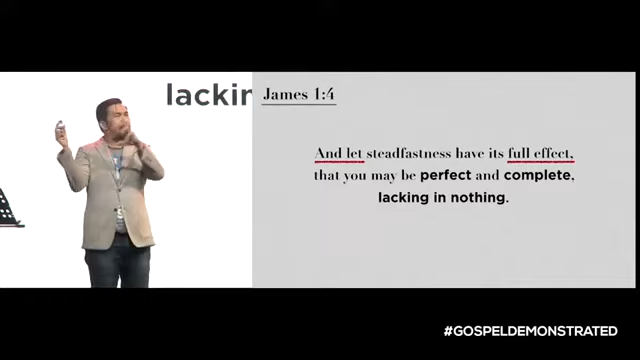 lackin
James 1:4
And let steadfastness have its full effect,
that you may be perfect and complete,
lacking in nothing.
#GOSPELDEMONSTRATED